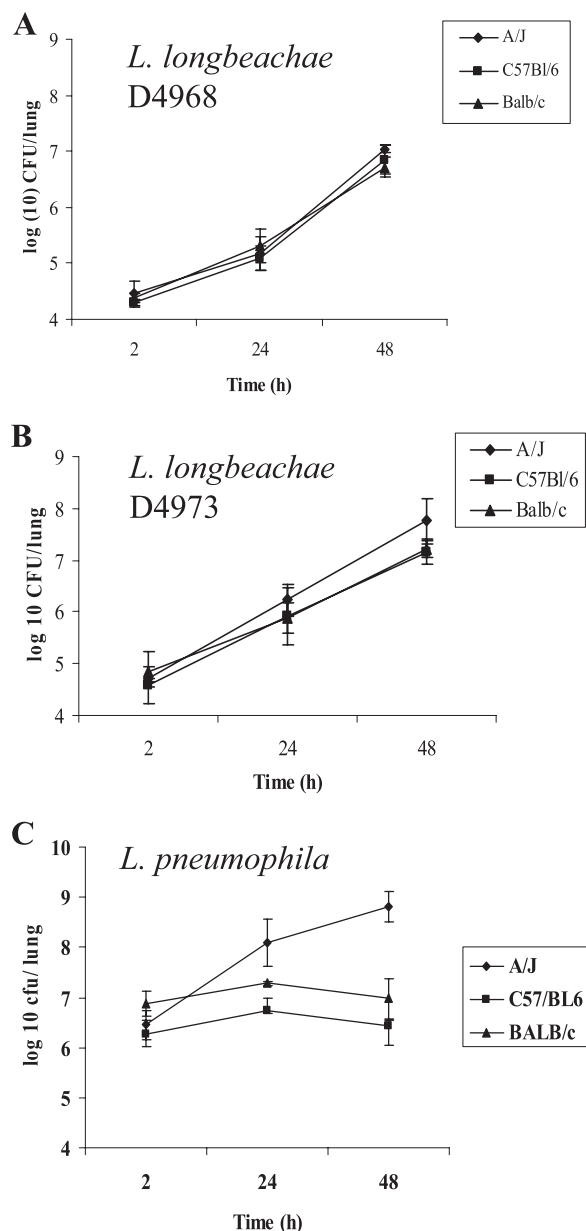 A
L. longbeachae
D4968
A/J
C57Bl/6
Balb/c
log (10) CFU/lung
9
8
7
6
5
4
2
24
48
Time (h)
B
L. longbeachae
D4973
A/J
C57Bl/6
Balb/c
log 10 CFU/lung
9
8
7
6
5
4
2
24
48
Time (h)
C
L. pneumophila
A/J
C57/BL6
BALB/c
log 10 cfu/ lung
10
9
8
7
6
5
4
2
24
48
Time (h)